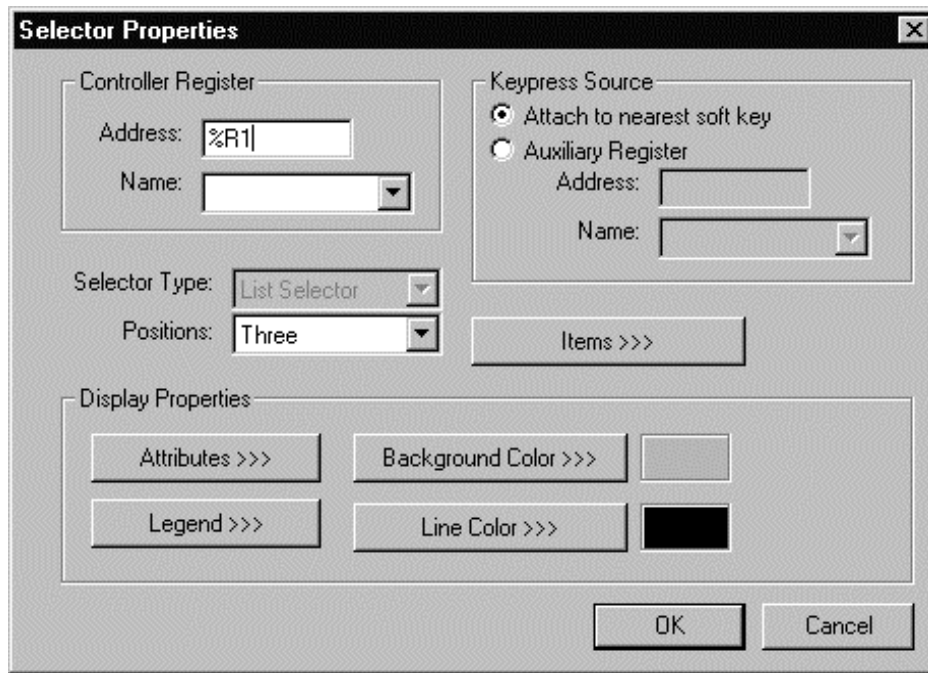 Selector Properties
Controller Register
Address: %R1
Name:
Keypress Source
Attach to nearest soft key
Auxiliary Register
Address:
Name:
Selector Type: List Selector
Positions: Three
Items >>>
Display Properties
Attributes >>>
Background Color >>>
Legend >>>
Line Color >>>
OK
Cancel